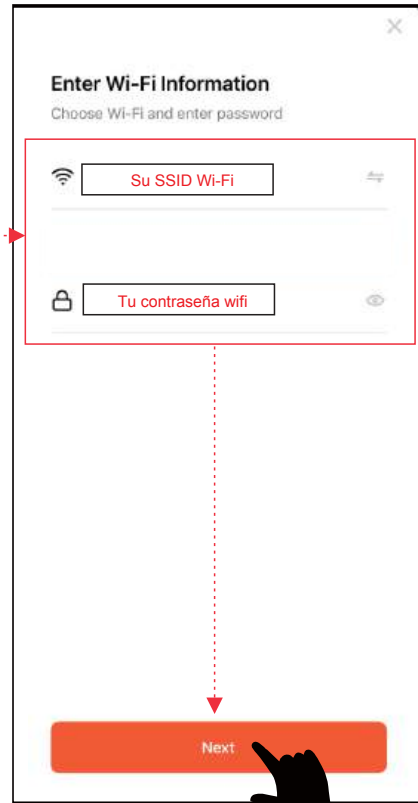 Enter Wi-Fi Information
Choose Wi-Fi and enter password
Su SSID Wi-Fi
Tu contraseña wifi
Next